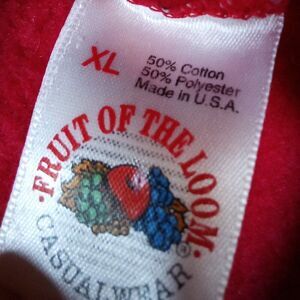 XL
50% Cotton
50% Polyester
Made in U.S.A.
·FRUIT OF THE LOOM·
®
CASUALWEAR